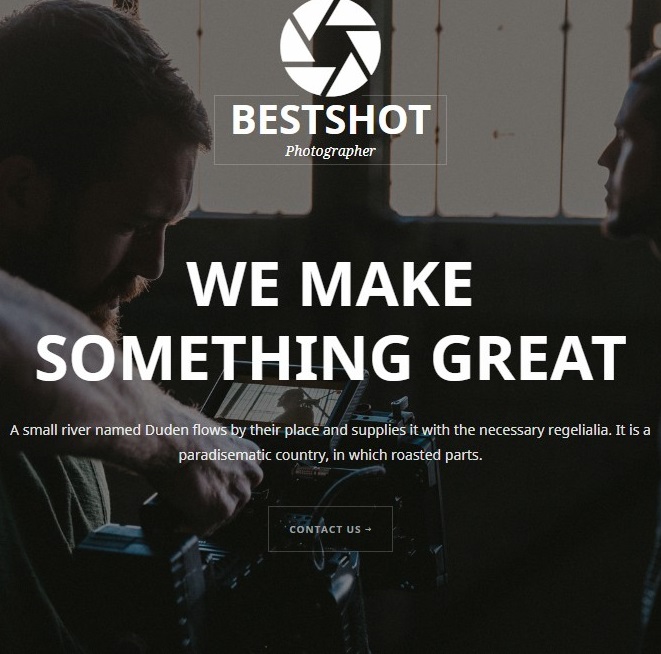 BESTSHOT
Photographer
WE MAKE
SOMETHING GREAT
A small river named Duden flows by their place and supplies it with the necessary regelialia. It is a
paradisematic country, in which roasted parts.
CONTACT US →